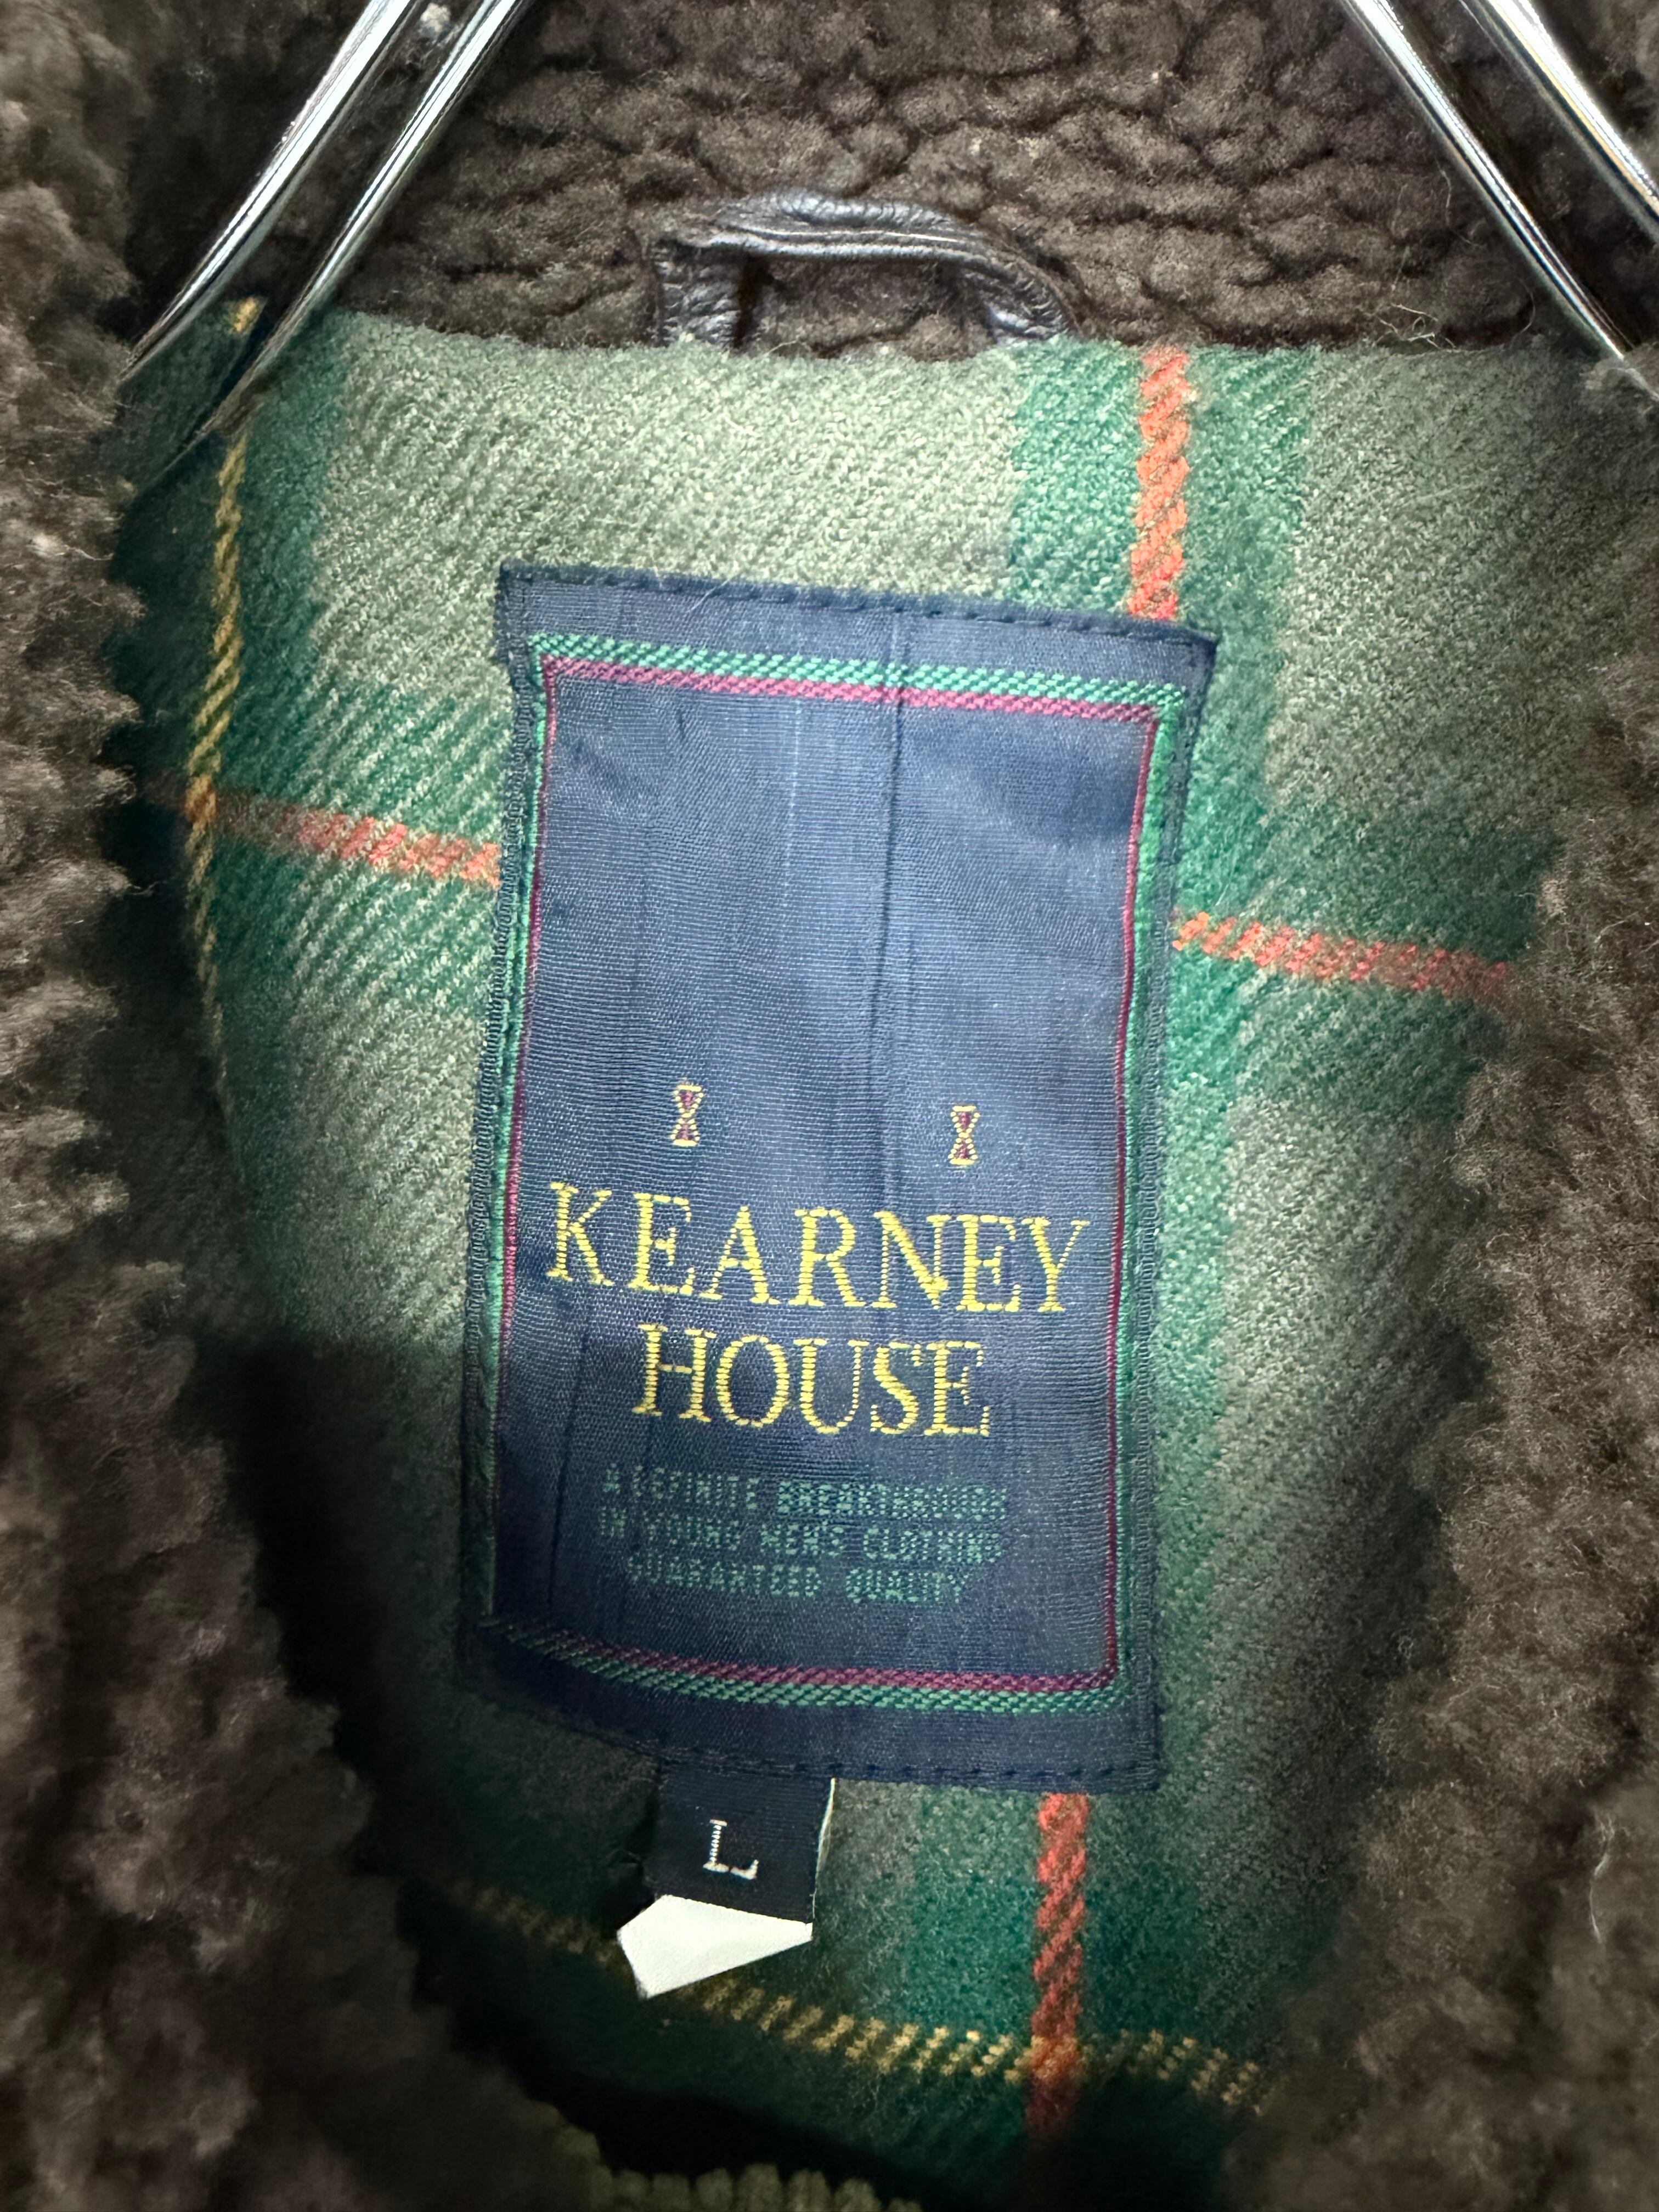 KEARNEY
HOUSE
A DEFINITE BREAKTHROUGH
IN YOUNG MEN'S CLOTHING
GUARANTEED QUALITY
L